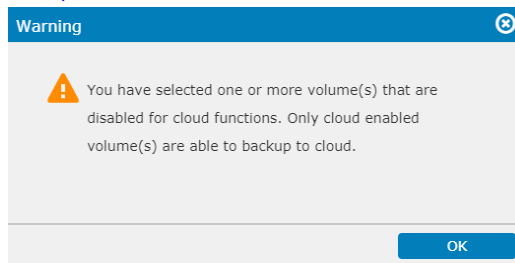 Warning
You have selected one or more volume(s) that are
disabled for cloud functions. Only cloud enabled
volume(s) are able to backup to cloud.
OK